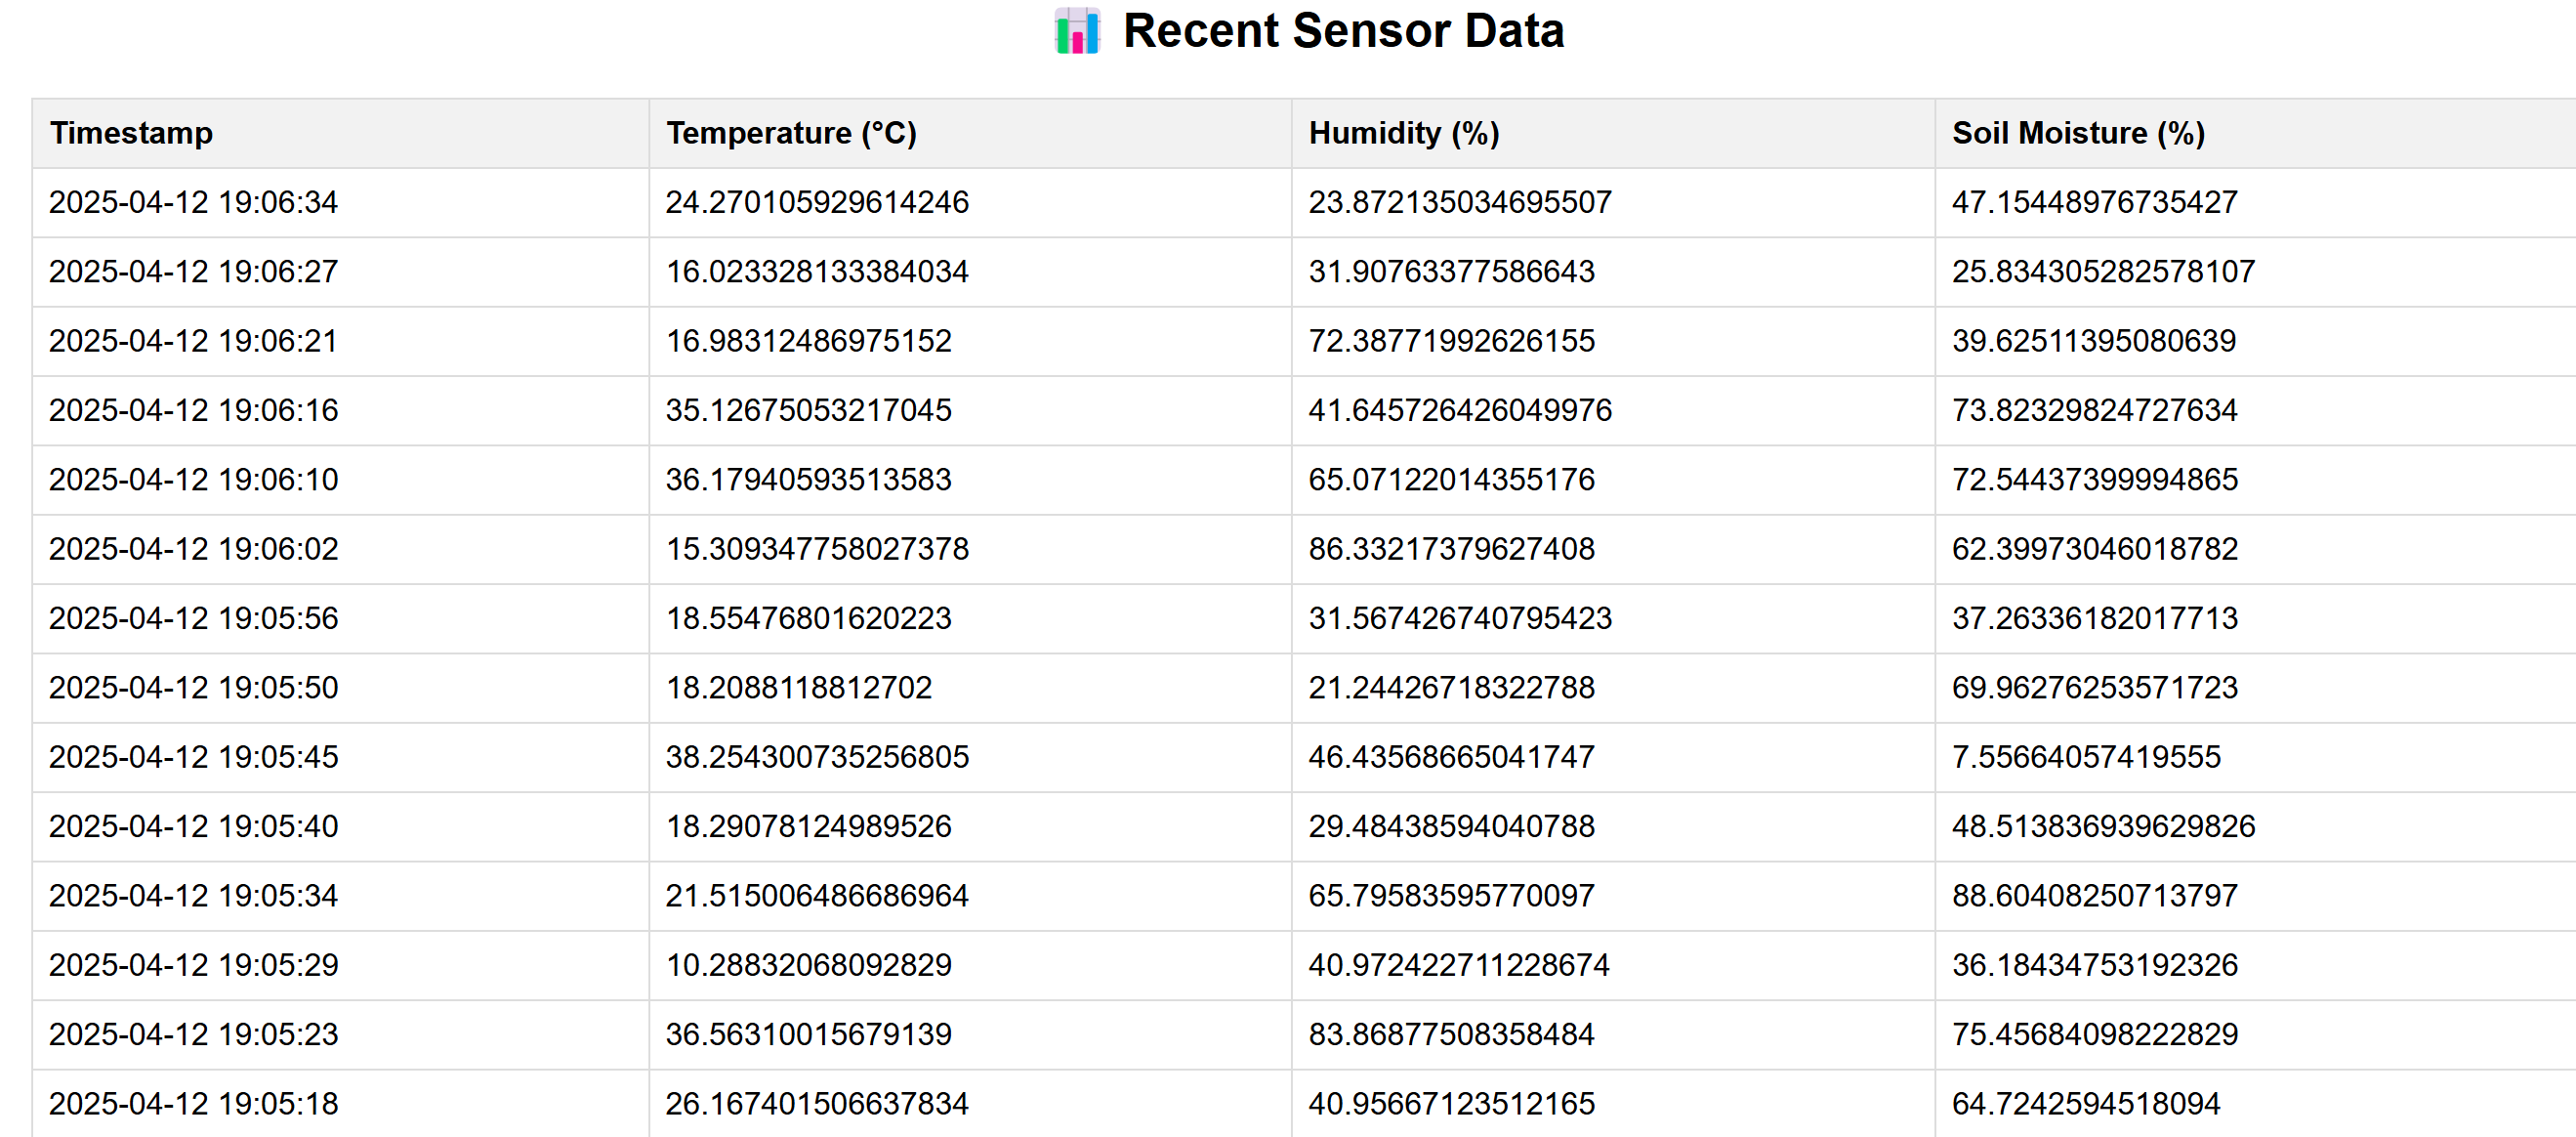 📊 Recent Sensor Data
Timestamp Temperature (°C) Humidity (%) Soil Moisture (%)
2025-04-12 19:06:34 24.270105929614246 23.872135034695507 47.15448976735427
2025-04-12 19:06:27 16.023328133384034 31.90763377586643 25.834305282578107
2025-04-12 19:06:21 16.98312486975152 72.38771992626155 39.62511395080639
2025-04-12 19:06:16 35.12675053217045 41.645726426049976 73.82329824727634
2025-04-12 19:06:10 36.17940593513583 65.07122014355176 72.54437399994865
2025-04-12 19:06:02 15.309347758027378 86.33217379627408 62.39973046018782
2025-04-12 19:05:56 18.55476801620223 31.567426740795423 37.26336182017713
2025-04-12 19:05:50 18.2088118812702 21.24426718322788 69.96276253571723
2025-04-12 19:05:45 38.254300735256805 46.43568665041747 7.55664057419555
2025-04-12 19:05:40 18.29078124989526 29.48438594040788 48.513836939629826
2025-04-12 19:05:34 21.515006486686964 65.79583595770097 88.60408250713797
2025-04-12 19:05:29 10.28832068092829 40.972422711228674 36.18434753192326
2025-04-12 19:05:23 36.56310015679139 83.86877508358484 75.45684098222829
2025-04-12 19:05:18 26.167401506637834 40.95667123512165 64.7242594518094